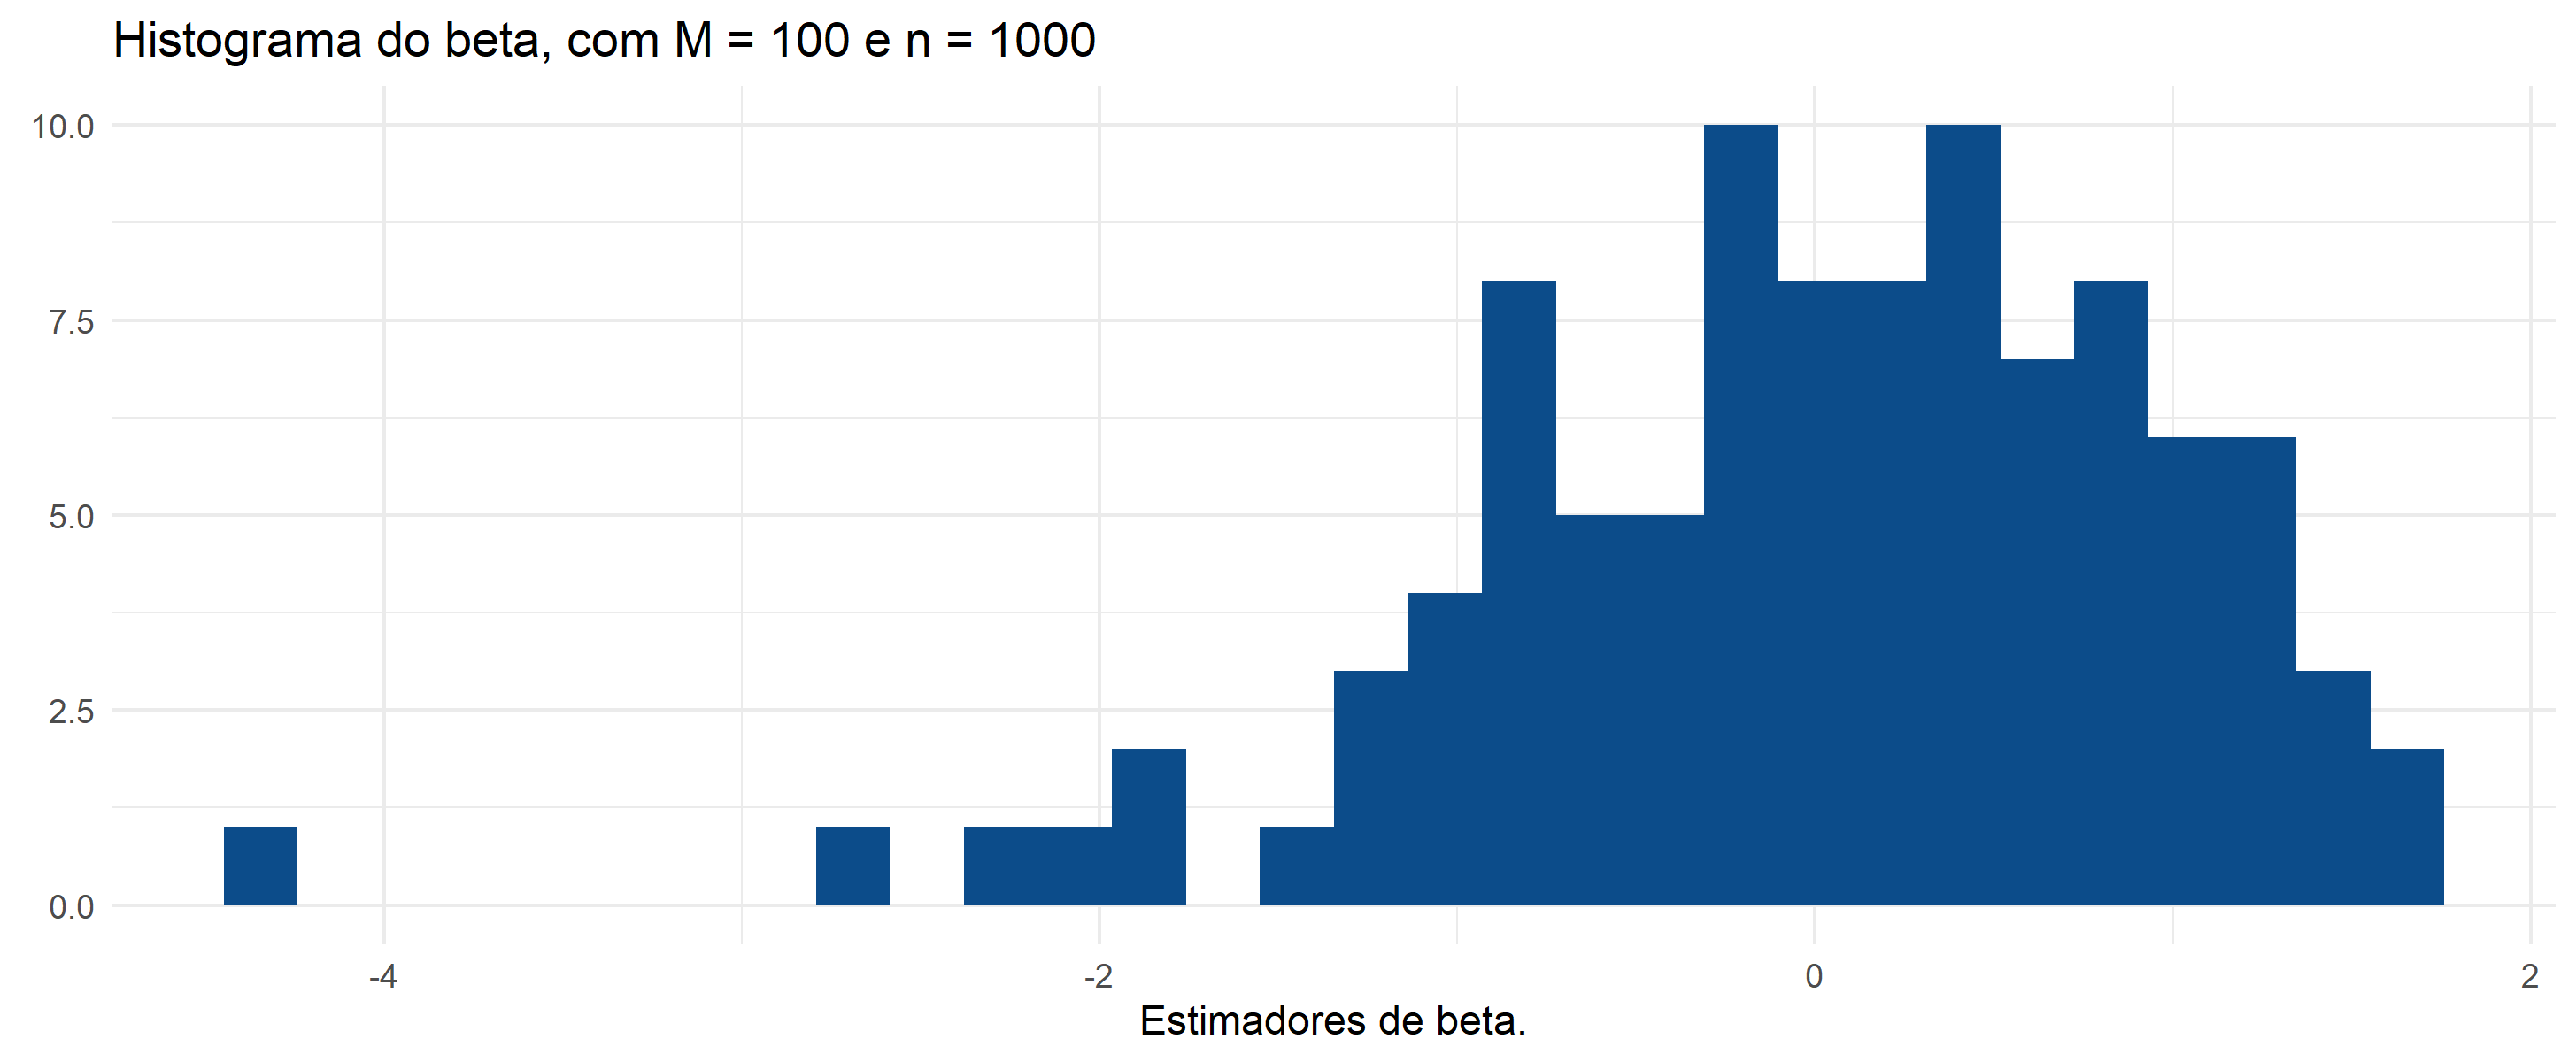 Histograma do beta, com M = 100 e n = 1000
10.0
7.5
5.0
2.5
0.0
-4 -2 0 2
Estimadores de beta.